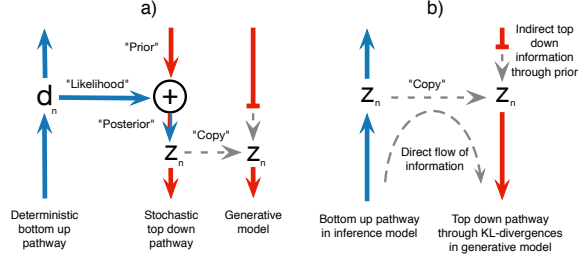 a)
"Prior"
"Likelihood"
d n
+
"Posterior"
"Copy"
z n
z n
Deterministic
bottom up
pathway
Stochastic
top down
pathway
Generative
model
b)
Indirect top
down
information
through prior
"Copy"
z n
z n
Direct flow of
information
Bottom up pathway
in inference model
Top down pathway
through KL-divergences
in generative model